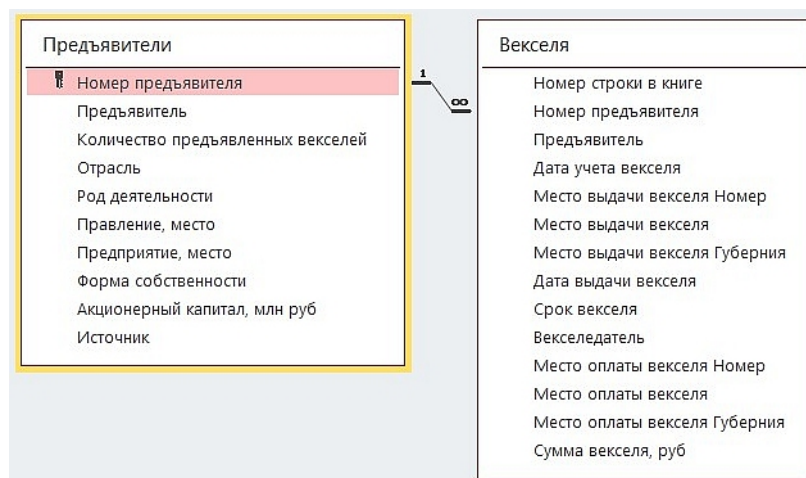 Предъявители
Номер предъявителя
Предъявитель
Количество предъявленных векселей
Отрасль
Род деятельности
Правление, место
Предприятие, место
Форма собственности
Акционерный капитал, млн руб
Источник
1
∞
Векселя
Номер строки в книге
Номер предъявителя
Предъявитель
Дата учета векселя
Место выдачи векселя Номер
Место выдачи векселя
Место выдачи векселя Губерния
Дата выдачи векселя
Срок векселя
Векселедатель
Место оплаты векселя Номер
Место оплаты векселя
Место оплаты векселя Губерния
Сумма векселя, руб